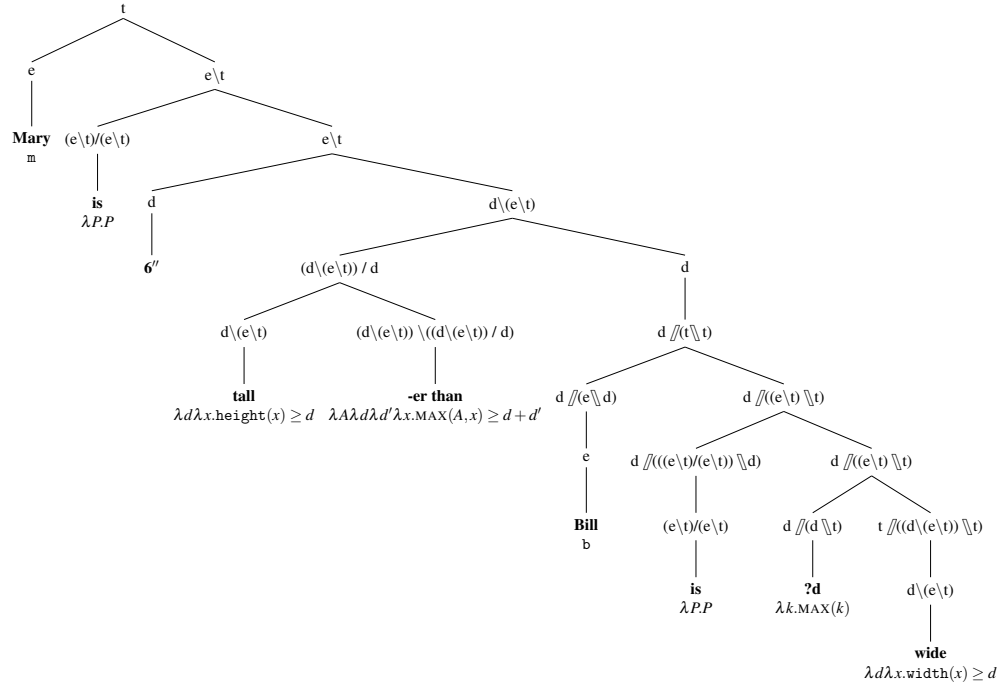 t
e e\t
Mary (e\t)/(e\t) e\t
m
is d d\(e\t)
λP.P
6″ (d\(e\t)) / d d
d\(e\t) (d\(e\t)) \((d\(e\t)) / d) d ⫽(t⑊ t)
tall -er than d ⫽(e⑊ d) d ⫽((e\t) ⑊t)
λdλx.height(x) ≥ d λAλdλd′λx.MAX(A,x) ≥ d + d′
e d ⫽(((e\t)/(e\t)) ⑊d) d ⫽((e\t) ⑊t)
Bill (e\t)/(e\t) d ⫽(d ⑊t) t ⫽((d\(e\t)) ⑊t)
b
is ?d d\(e\t)
λP.P λk.MAX(k)
wide
λdλx.width(x) ≥ d